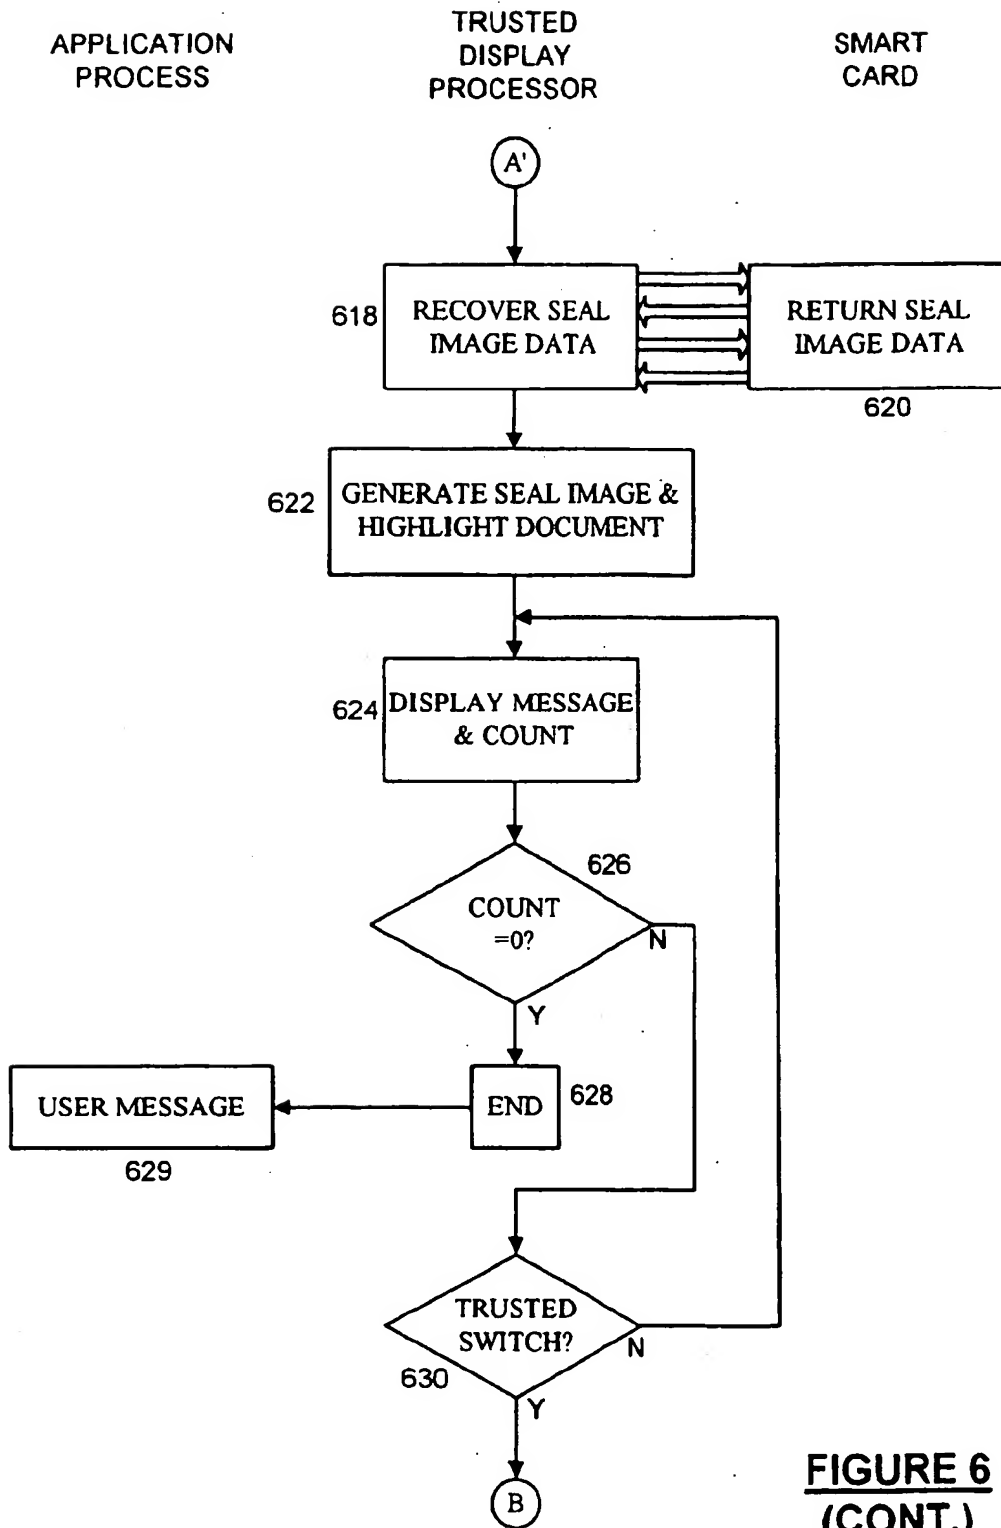 APPLICATION
PROCESS
TRUSTED
DISPLAY
PROCESSOR
SMART
CARD
A'
618
RECOVER SEAL
IMAGE DATA
RETURN SEAL
IMAGE DATA
620
622
GENERATE SEAL IMAGE &
HIGHLIGHT DOCUMENT
624
DISPLAY MESSAGE
& COUNT
626
COUNT
=0?
N
Y
USER MESSAGE
629
END
628
TRUSTED
SWITCH?
N
630
Y
B
FIGURE 6
(CONT.)